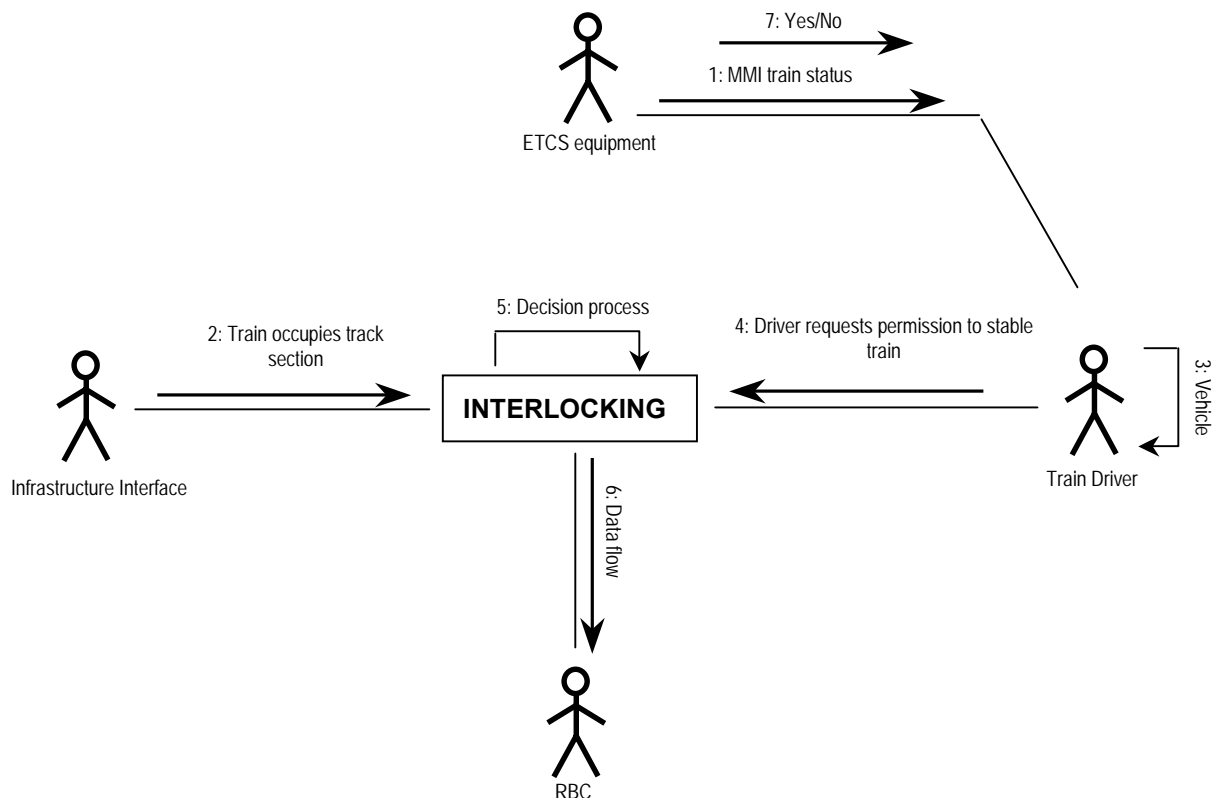 7: Yes/No
1: MMI train status
ETCS equipment
5: Decision process
2: Train occupies track
section
4: Driver requests permission to stable
train
3: Vehicle
INTERLOCKING
Infrastructure Interface
Train Driver
6: Data flow
RBC